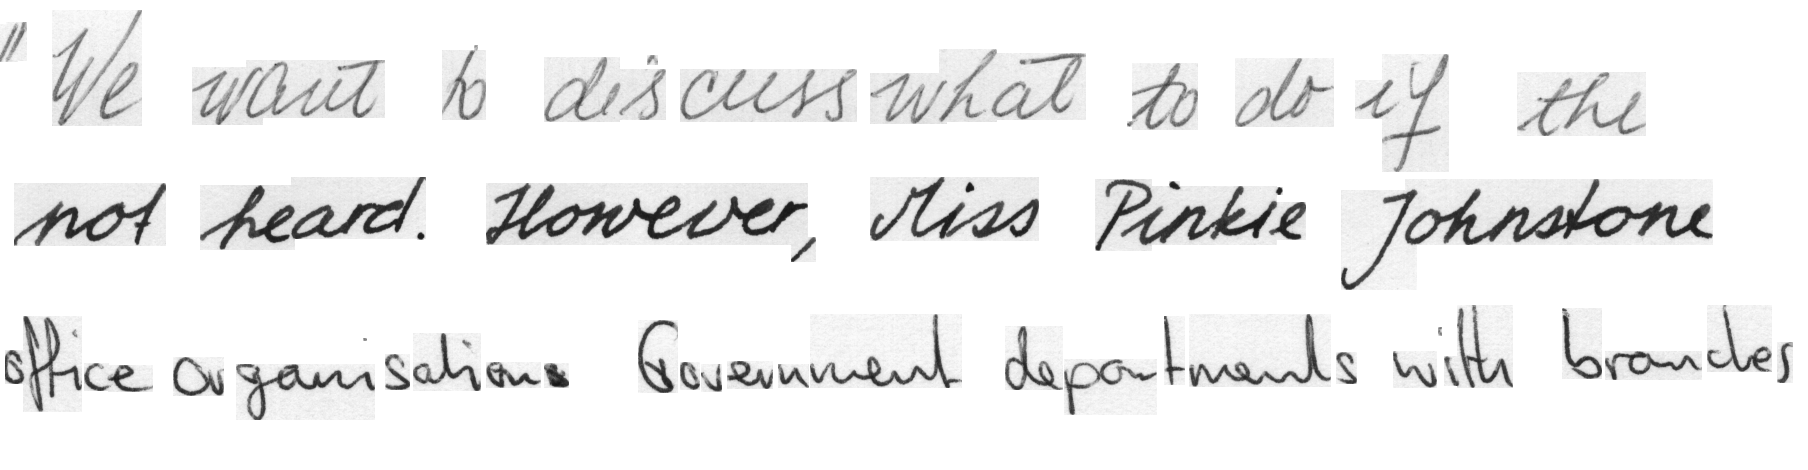 "We want to discuss what to do if the
not heard. However, Miss Pinkie Johnstone
office organisations Government departments with branches